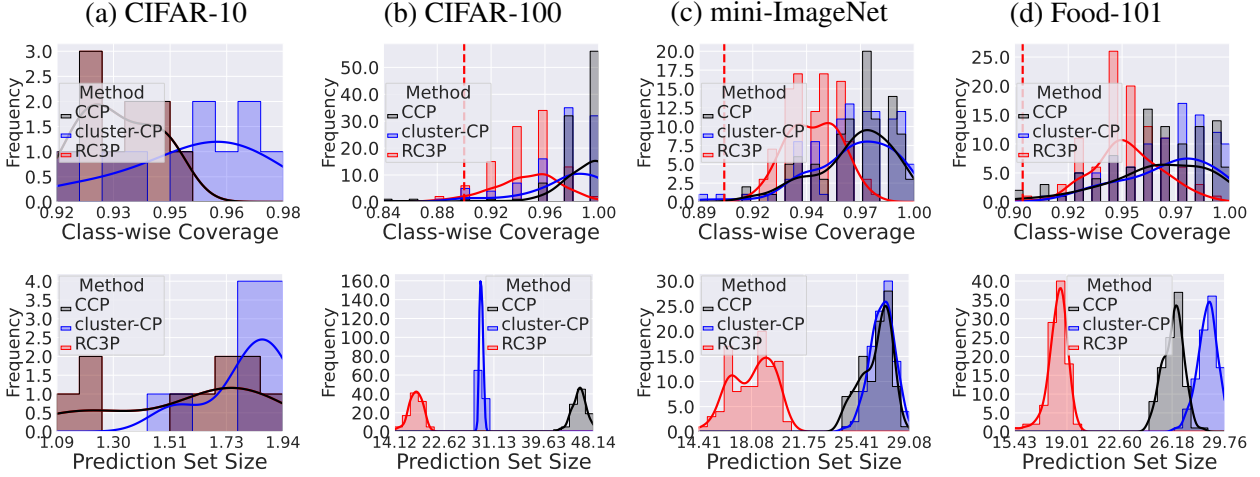 (a) CIFAR-10
(b) CIFAR-100
(c) mini-ImageNet
(d) Food-101
Frequency
3.0
2.5
2.0
1.5
1.0
0.5
0.0
Method
CCP
cluster-CP
RC3P
0.92 0.93 0.95 0.96 0.98
Class-wise Coverage
Frequency
50.0
40.0
30.0
20.0
10.0
0.0
Method
CCP
cluster-CP
RC3P
0.84 0.88 0.92 0.96 1.00
Class-wise Coverage
Frequency
20.0
17.5
15.0
12.5
10.0
7.5
5.0
2.5
0.0
Method
CCP
cluster-CP
RC3P
0.89 0.92 0.94 0.97 1.00
Class-wise Coverage
Frequency
25.0
20.0
15.0
10.0
5.0
0.0
Method
CCP
cluster-CP
RC3P
0.90 0.92 0.95 0.97 1.00
Class-wise Coverage
Frequency
4.0
3.5
3.0
2.5
2.0
1.5
1.0
0.5
0.0
Method
CCP
cluster-CP
RC3P
1.09 1.30 1.51 1.73 1.94
Prediction Set Size
Frequency
160.0
140.0
120.0
100.0
80.0
60.0
40.0
20.0
0.0
Method
CCP
cluster-CP
RC3P
14.12 22.62 31.13 39.63 48.14
Prediction Set Size
Frequency
30.0
25.0
20.0
15.0
10.0
5.0
0.0
Method
CCP
cluster-CP
RC3P
14.41 18.08 21.75 25.41 29.08
Prediction Set Size
Frequency
40.0
35.0
30.0
25.0
20.0
15.0
10.0
5.0
0.0
Method
CCP
cluster-CP
RC3P
15.43 19.01 22.60 26.18 29.76
Prediction Set Size